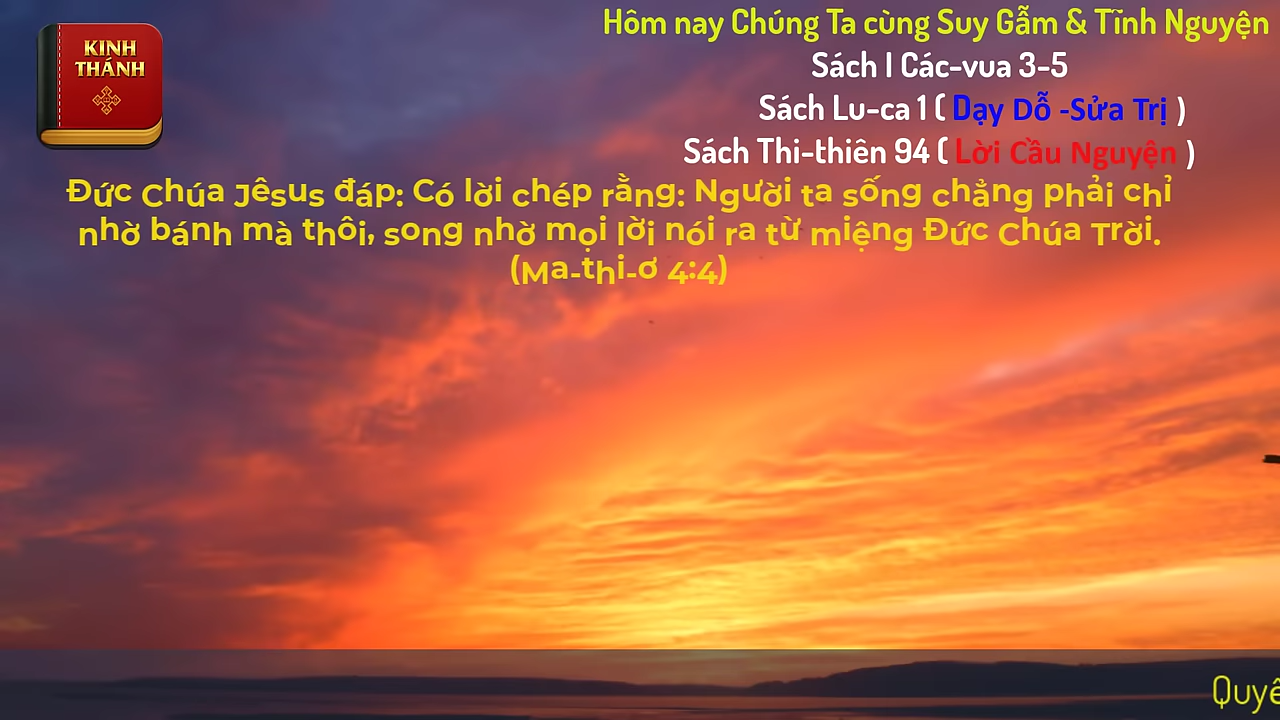 KINH
THÁNH
Hôm nay Chúng Ta cùng Suy Gẫm & Tĩnh Nguyện
Sách I Các-vua 3-5
Sách Lu-ca 1 ( Dạy Dỗ -Sửa Trị )
Sách Thi-thiên 94 ( Lời Cầu Nguyện )
Đức Chúa Jêsus đáp: Có lời chép rằng: Người ta sống chẳng phải chỉ
nhờ bánh mà thôi, song nhờ mọi lời nói ra từ miệng Đức Chúa Trời.
(Ma-thi-ơ 4:4)